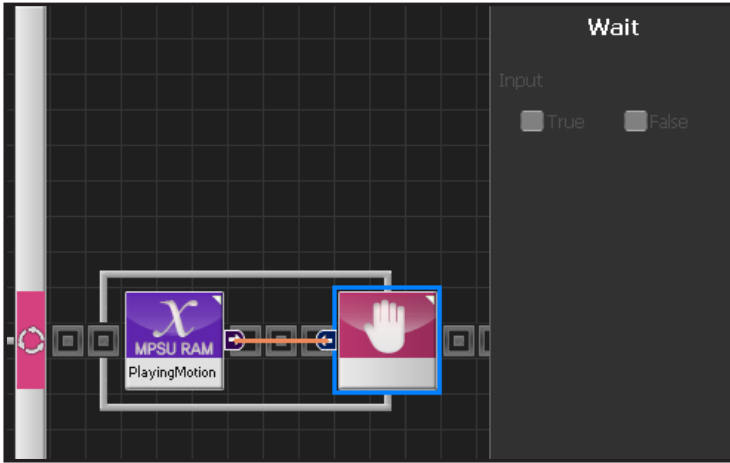 Wait
Input
True False
X
MPSU RAM
PlayingMotion